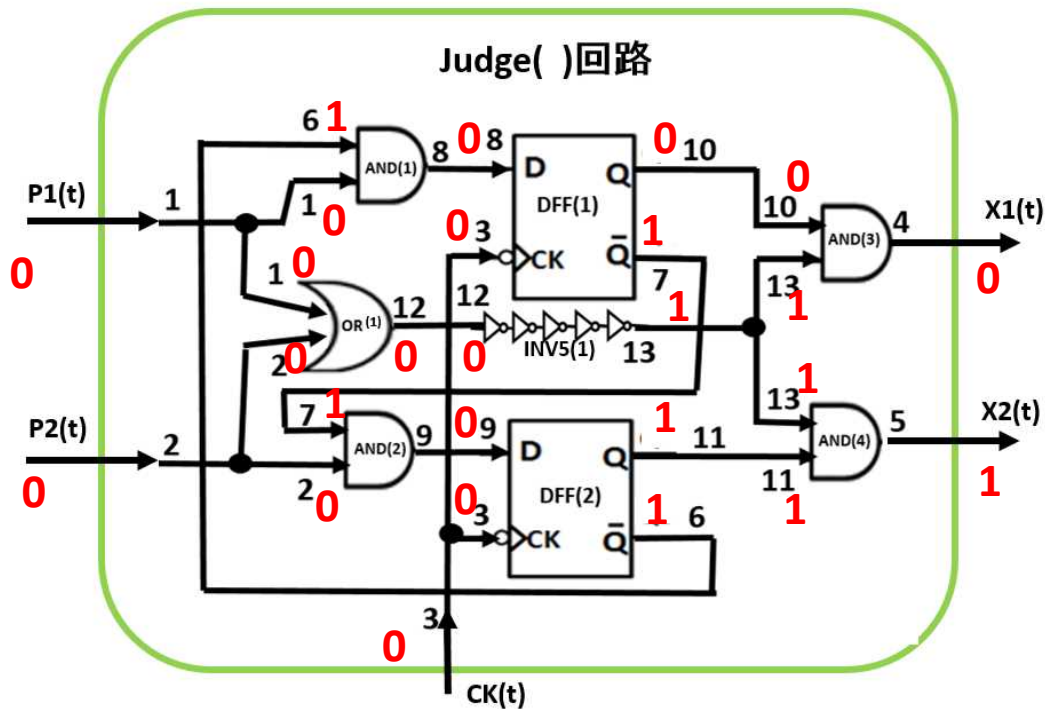 Judge( )回路
6 1
AND(1)
8 0 8
D
Q
0 10
DFF(1)
P1(t)
1
1 0
0
10
AND(3)
4
X1(t)
0
0 3
CK
Q̅
1
7
0
1 0
OR(1)
12 12
INV5(1)
1
13
13
1
0 0
2 0
7 1
AND(2)
9 0 9
D
Q
1 11
DFF(2)
13
1
AND(4)
5
X2(t)
1
11
1
P2(t)
2
0
2 0
0 3
CK
Q̅
1 6
3
0
CK(t)